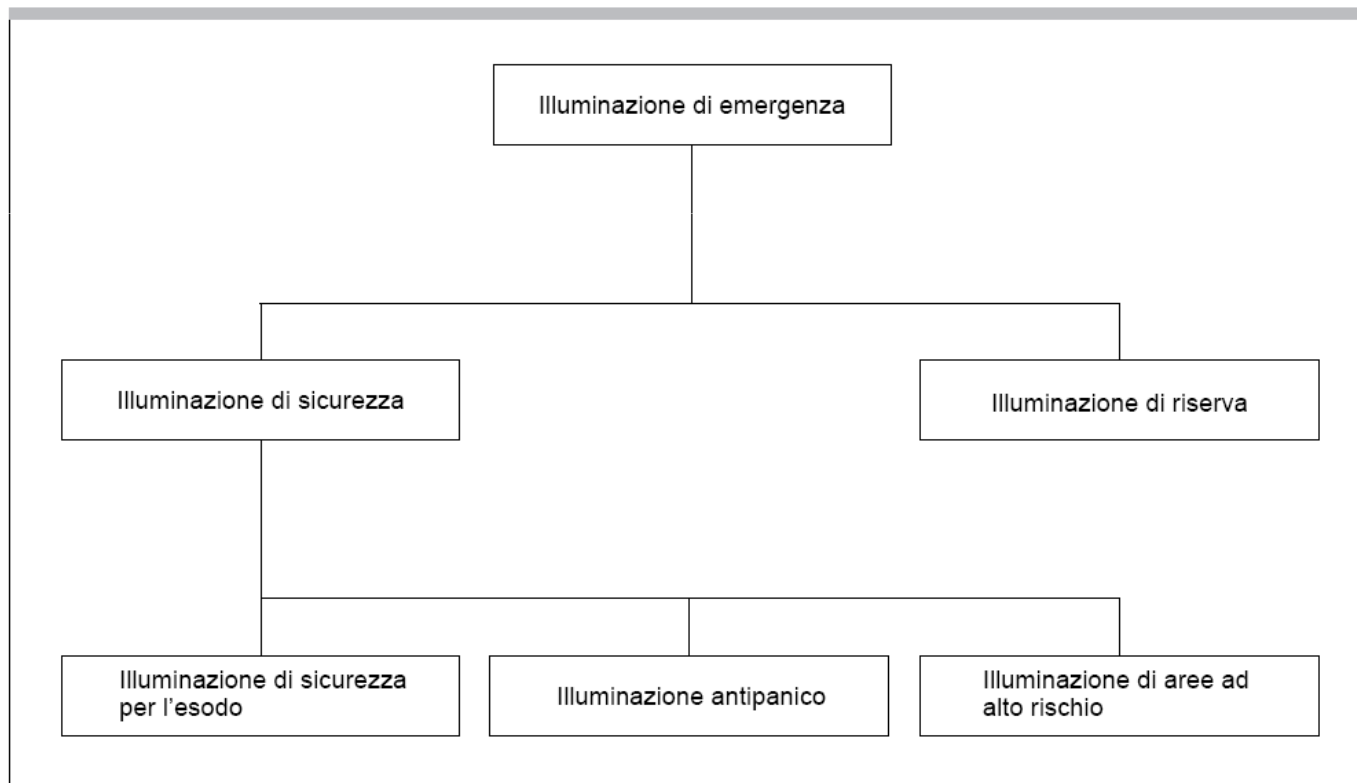 Illuminazione di emergenza
Illuminazione di sicurezza
Illuminazione di riserva
Illuminazione di sicurezza
per l'esodo
Illuminazione antipanico
Illuminazione di aree ad
alto rischio